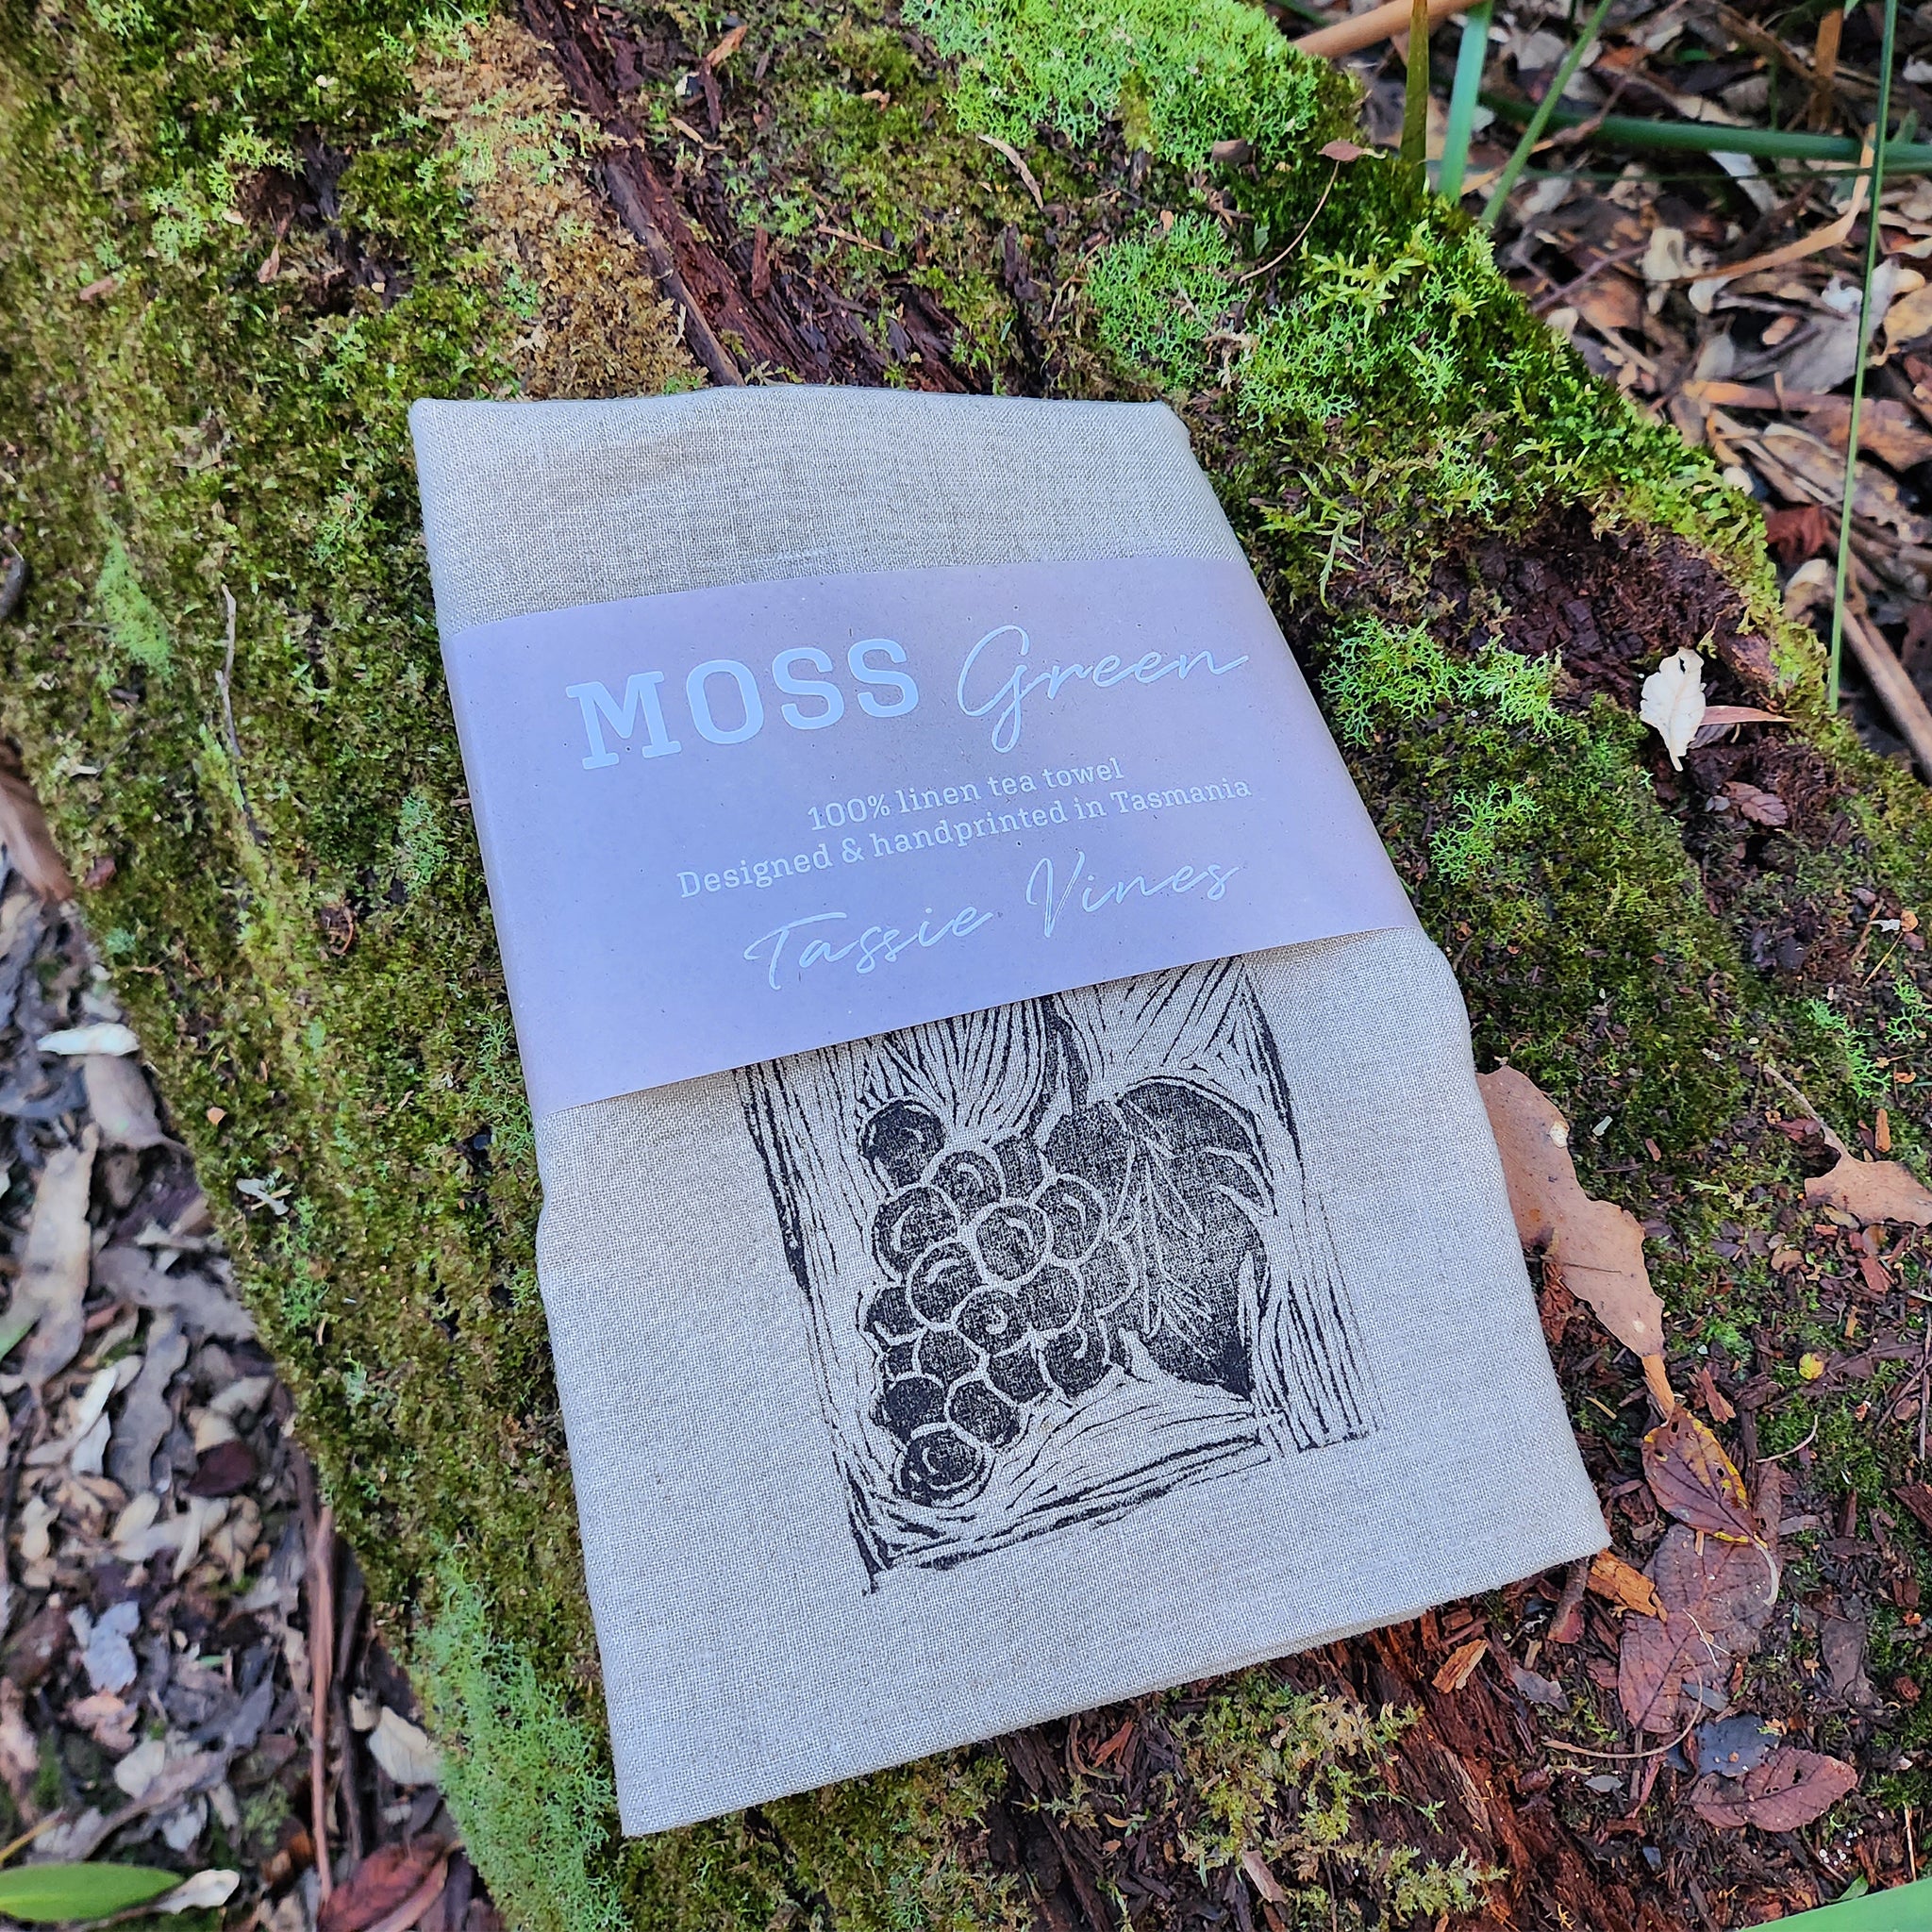 MOSS Green
100% linen tea towel
Designed & handprinted in Tasmania
Tassie Vines